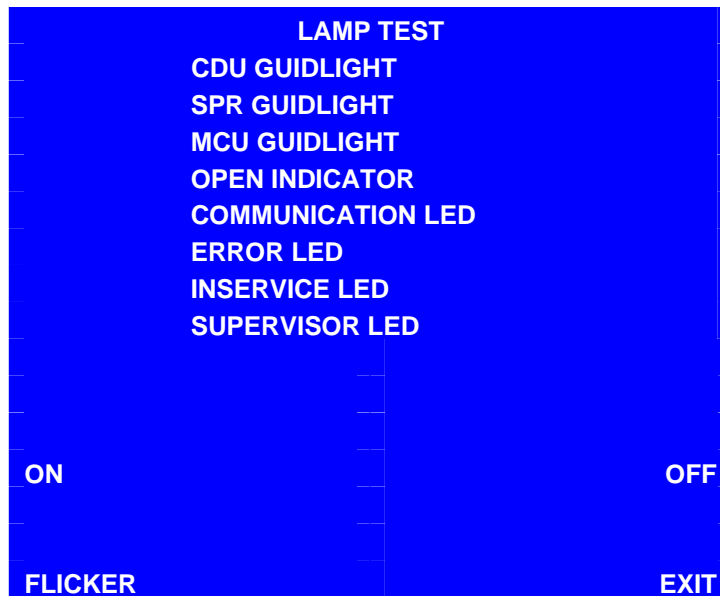 LAMP TEST
CDU GUIDLIGHT
SPR GUIDLIGHT
MCU GUIDLIGHT
OPEN INDICATOR
COMMUNICATION LED
ERROR LED
INSERVICE LED
SUPERVISOR LED
ON OFF
FLICKER EXIT